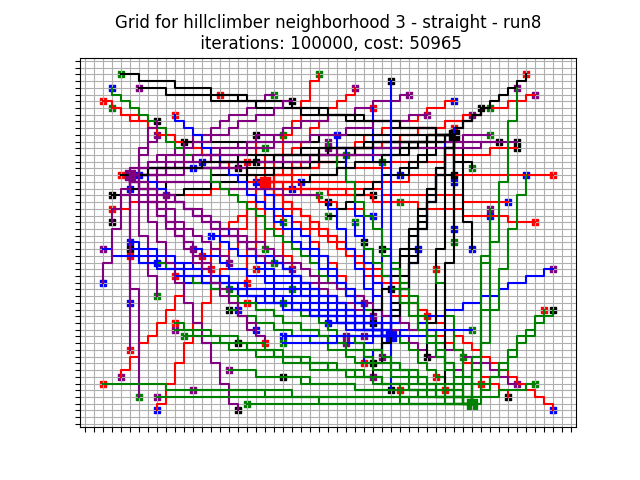 Grid for hillclimber neighborhood 3 - straight - run8
iterations: 100000, cost: 50965